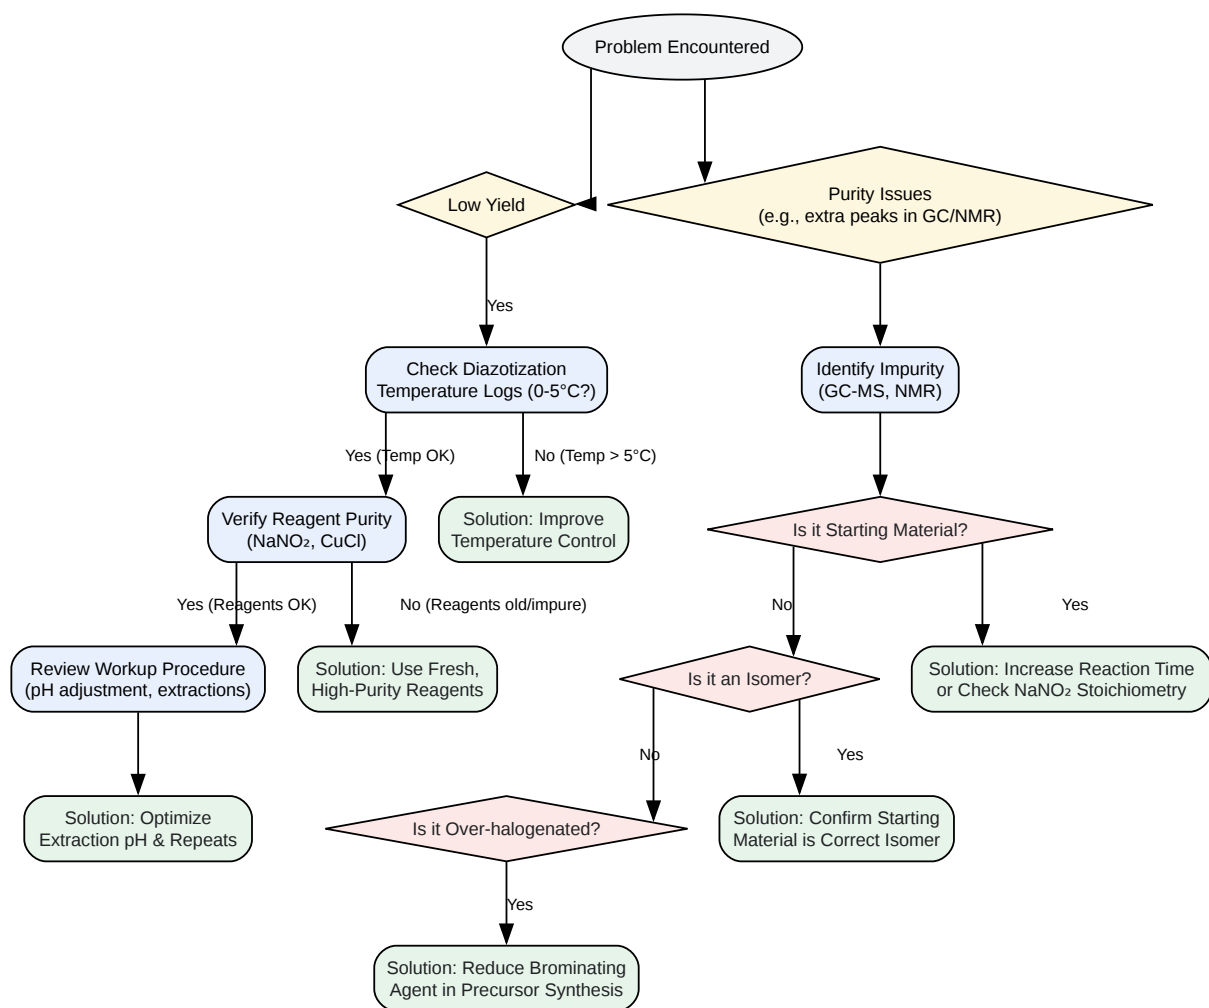 Problem Encountered
Low Yield
Purity Issues
(e.g., extra peaks in GC/NMR)
Yes
Check Diazotization
Temperature Logs (0-5°C?)
Identify Impurity
(GC-MS, NMR)
Yes (Temp OK)
No (Temp > 5°C)
Verify Reagent Purity
(NaNO₂, CuCl)
Solution: Improve
Temperature Control
Is it Starting Material?
Yes (Reagents OK)
No (Reagents old/impure)
No
Yes
Review Workup Procedure
(pH adjustment, extractions)
Solution: Use Fresh,
High-Purity Reagents
Is it an Isomer?
Solution: Increase Reaction Time
or Check NaNO₂ Stoichiometry
No
Yes
Solution: Optimize
Extraction pH & Repeats
Is it Over-halogenated?
Solution: Confirm Starting
Material is Correct Isomer
Yes
Solution: Reduce Brominating
Agent in Precursor Synthesis